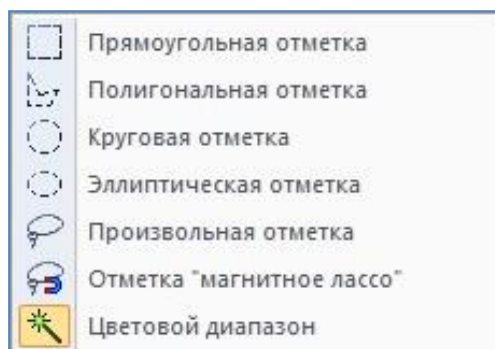 Прямоугольная отметка
Полигональная отметка
Круговая отметка
Эллиптическая отметка
Произвольная отметка
Отметка "магнитное лассо"
Цветовой диапазон